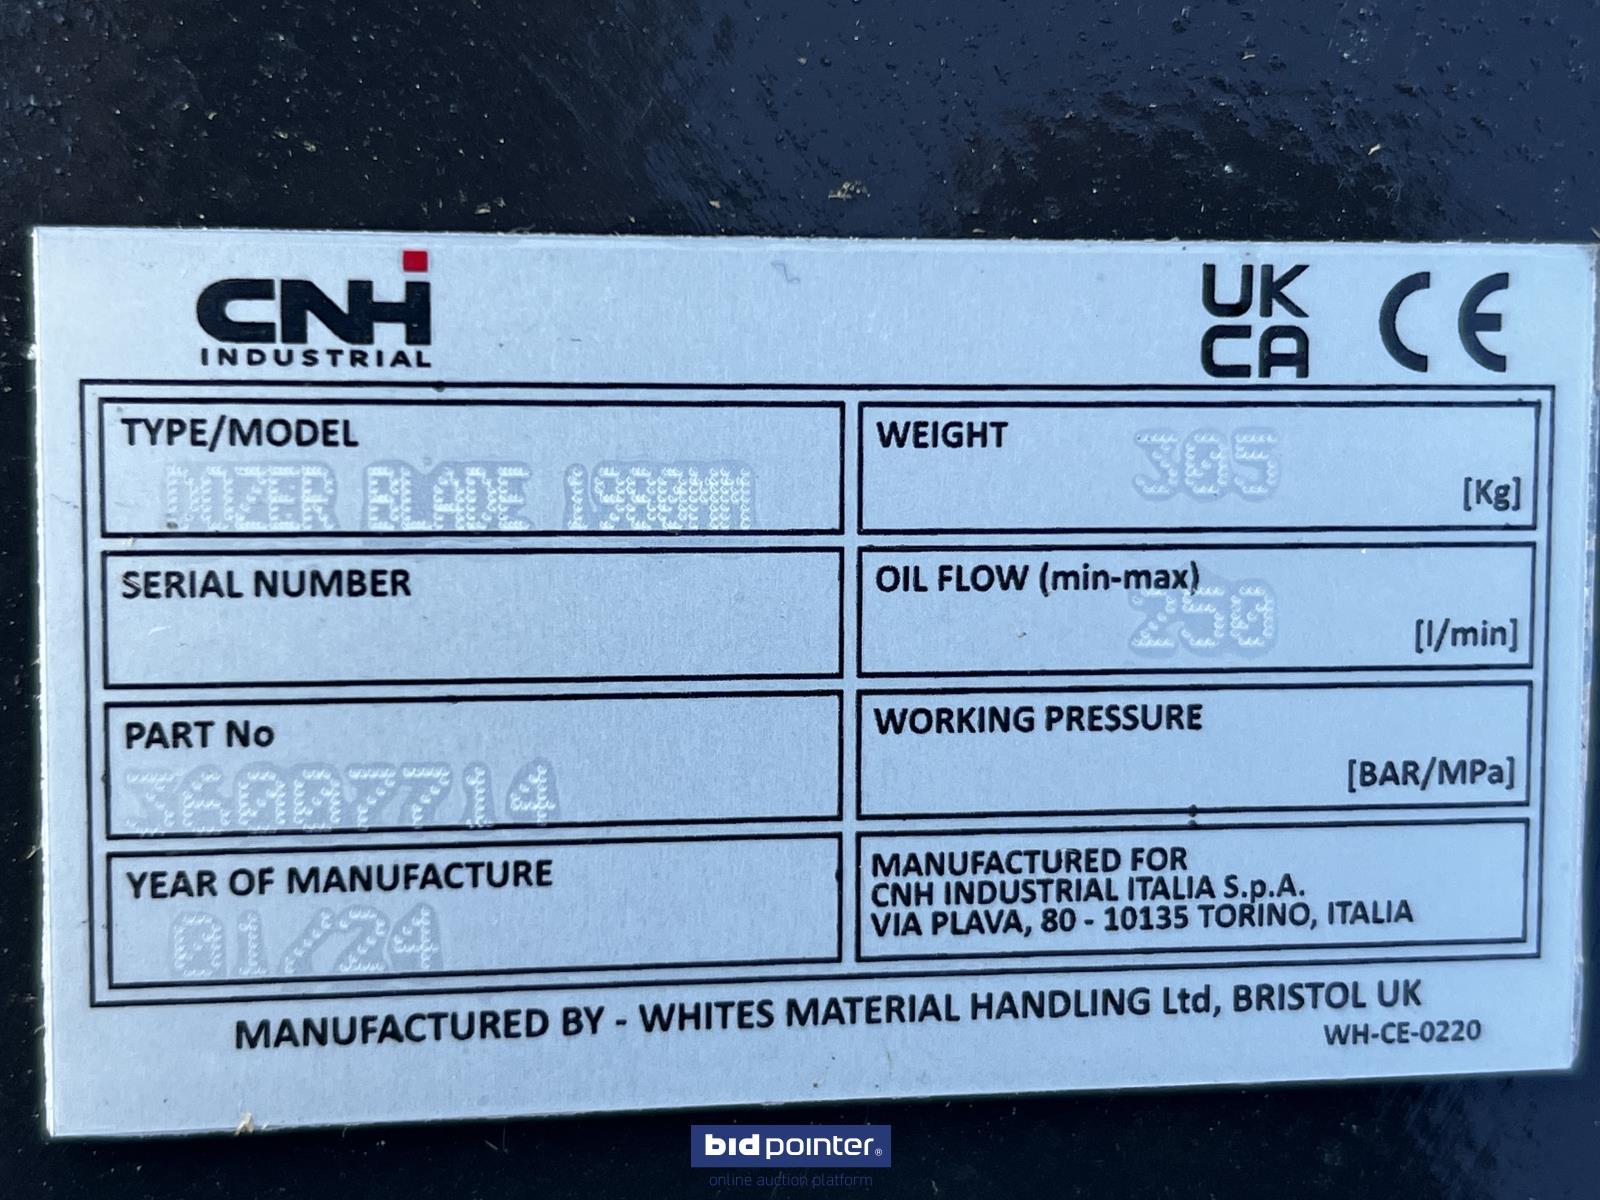 CNH
INDUSTRIAL
UK
CA
CE
TYPE/MODEL
DOZER BLADE
WEIGHT
305
[Kg]
SERIAL NUMBER
OIL FLOW (min-max)
250
[l/min]
PART No
36007714
WORKING PRESSURE
[BAR/MPa]
YEAR OF MANUFACTURE
01/24
MANUFACTURED FOR
CNH INDUSTRIAL ITALIA S.p.A.
VIA PLAVA, 80 - 10135 TORINO, ITALIA
MANUFACTURED BY - WHITES MATERIAL HANDLING Ltd, BRISTOL UK
WH-CE-0220
bidpointer®
online auction platform